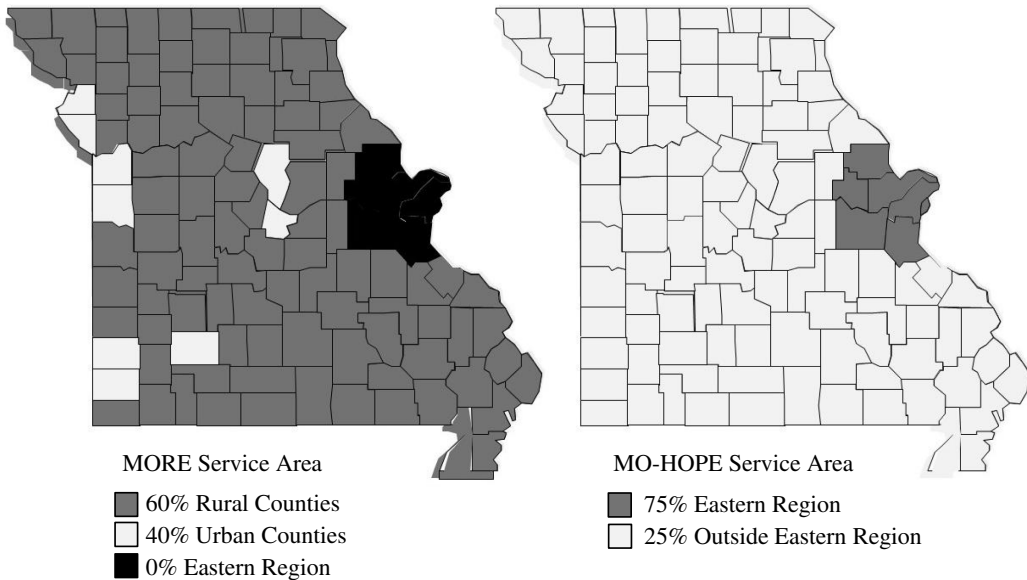 MORE Service Area
60% Rural Counties
40% Urban Counties
0% Eastern Region
MO-HOPE Service Area
75% Eastern Region
25% Outside Eastern Region